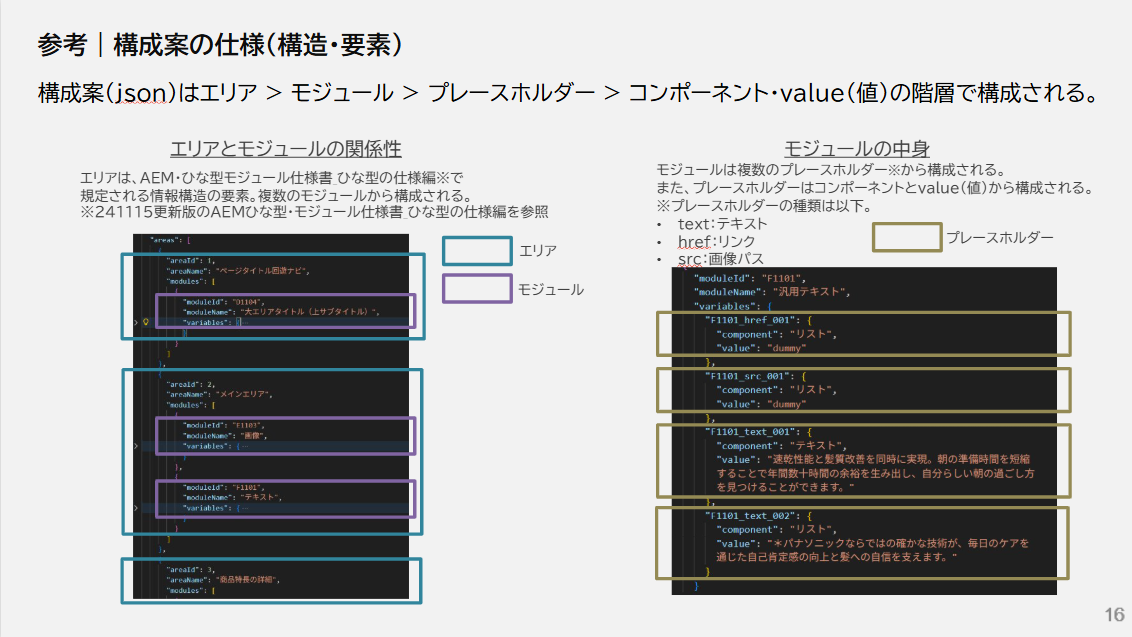 参考｜構成案の仕様（構造・要素）
構成案（json）はエリア > モジュール > プレースホルダー > コンポーネント・value（値）の階層で構成される。
エリアとモジュールの関係性
エリアは、AEM・ひな型モジュール仕様書_ひな型の仕様編※で
規定される情報構造の要素。複数のモジュールから構成される。
※241115更新版のAEMひな型・モジュール仕様書_ひな型の仕様編を参照
"areas": [
{
"areaId": 1,
"areaName": "ページタイトル回遊ナビ",
"modules": [
{
"moduleId": "D1104",
"moduleName": "大エリアタイトル（上サブタイトル）",
"variables": {…
}
}
]
},
{
"areaId": 2,
"areaName": "メインエリア",
"modules": [
{
"moduleId": "E1103",
"moduleName": "画像",
"variables": {…
}
},
{
"moduleId": "F1101",
"moduleName": "テキスト",
"variables": {…
}
}
]
},
{
"areaId": 3,
"areaName": "商品特長の詳細",
"modules": [
エリア
モジュール
モジュールの中身
モジュールは複数のプレースホルダー※から構成される。
また、プレースホルダーはコンポーネントとvalue（値）から構成される。
※プレースホルダーの種類は以下。
• text：テキスト
• href：リンク
• src：画像パス
プレースホルダー
"moduleId": "F1101",
"moduleName": "汎用テキスト",
"variables": {
"F1101_href_001": {
"component": "リスト",
"value": "dummy"
},
"F1101_src_001": {
"component": "リスト",
"value": "dummy"
},
"F1101_text_001": {
"component": "テキスト",
"value": "速乾性能と髪質改善を同時に実現。朝の準備時間を短縮
することで年間数十時間の余裕を生み出し、自分らしい朝の過ごし方
を見つけることができます。"
},
"F1101_text_002": {
"component": "リスト",
"value": "＊パナソニックならではの確かな技術が、毎日のケアを
通じた自己肯定感の向上と髪への自信を支えます。"
}
}
16